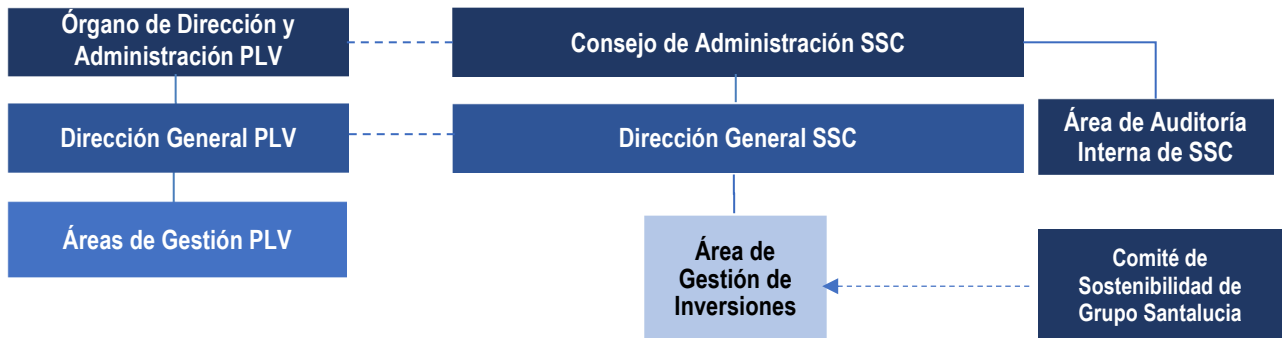 Órgano de Dirección y
Administración PLV
Consejo de Administración SSC
Dirección General PLV
Dirección General SSC
Área de Auditoría
Interna de SSC
Áreas de Gestión PLV
Área de
Gestión de
Inversiones
Comité de
Sostenibilidad de
Grupo Santalucia